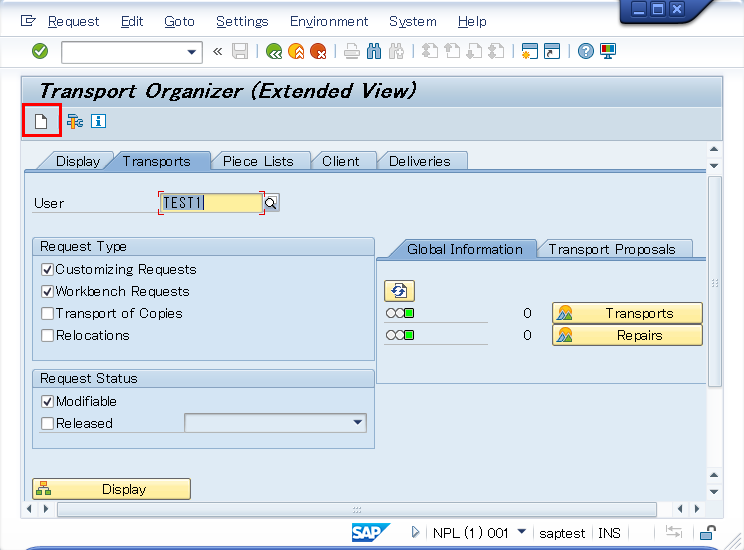 Request Edit Goto Settings Environment System Help
Transport Organizer (Extended View)
Display Transports Piece Lists Client Deliveries
User TEST1
Request Type
Customizing Requests
Workbench Requests
Transport of Copies
Relocations
Global Information Transport Proposals
0 Transports
0 Repairs
Request Status
Modifiable
Released
Display
SAP NPL (1) 001 saptest INS